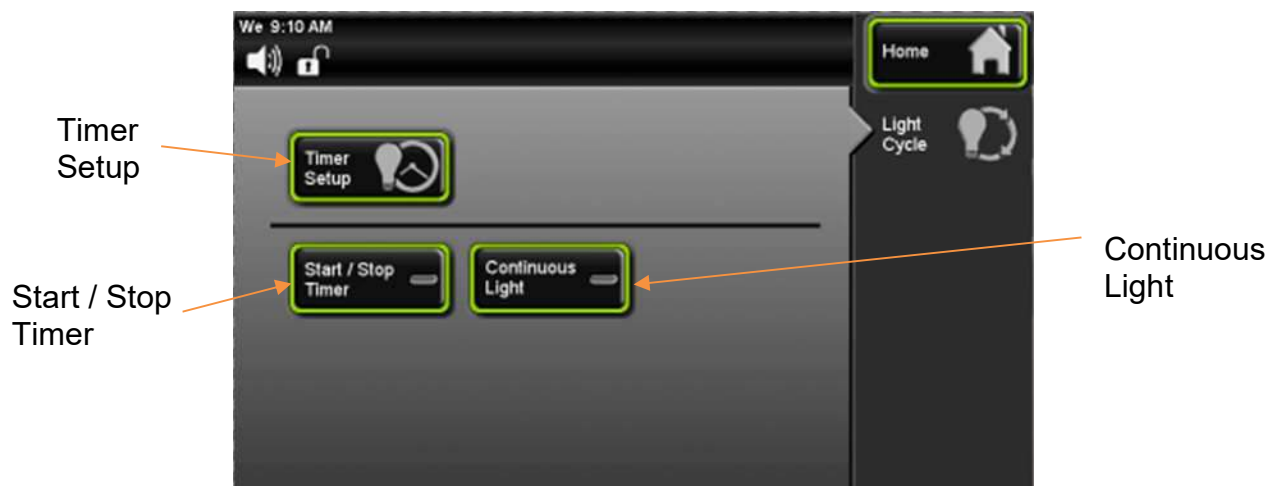 We 9:10 AM
Home
Light
Cycle
Timer
Setup
Timer
Setup
Start / Stop
Timer
Continuous
Light
Start / Stop
Timer
Continuous
Light